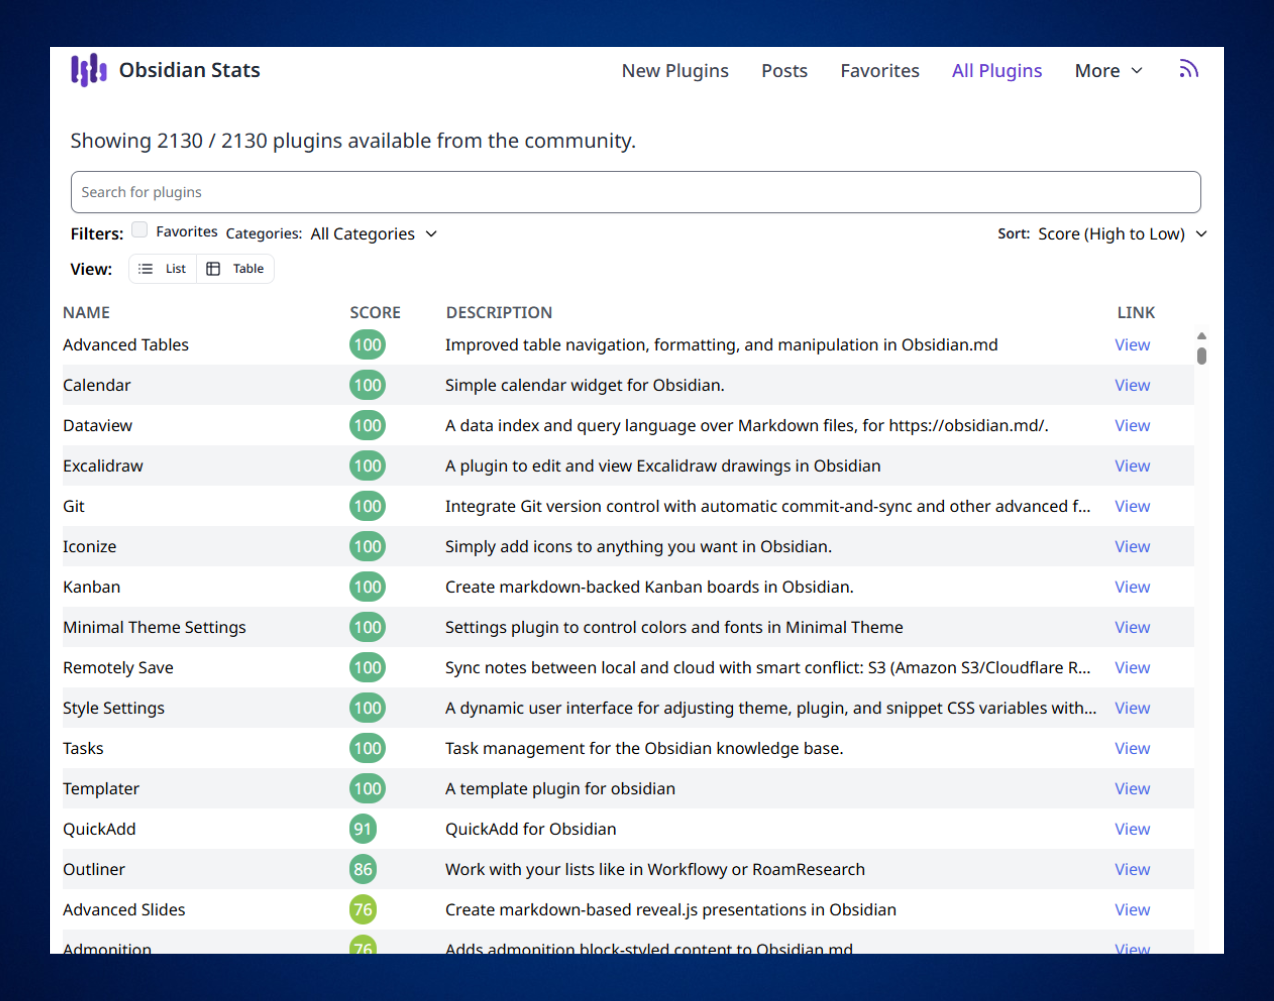 Obsidian Stats New Plugins Posts Favorites All Plugins More
Showing 2130 / 2130 plugins available from the community.
Search for plugins
Filters: Favorites Categories: All Categories Sort: Score (High to Low)
View: List Table
NAME SCORE DESCRIPTION LINK
Advanced Tables 100 Improved table navigation, formatting, and manipulation in Obsidian.md View
Calendar 100 Simple calendar widget for Obsidian. View
Dataview 100 A data index and query language over Markdown files, for https://obsidian.md/. View
Excalidraw 100 A plugin to edit and view Excalidraw drawings in Obsidian View
Git 100 Integrate Git version control with automatic commit-and-sync and other advanced f... View
Iconize 100 Simply add icons to anything you want in Obsidian. View
Kanban 100 Create markdown-backed Kanban boards in Obsidian. View
Minimal Theme Settings 100 Settings plugin to control colors and fonts in Minimal Theme View
Remotely Save 100 Sync notes between local and cloud with smart conflict: S3 (Amazon S3/Cloudflare R... View
Style Settings 100 A dynamic user interface for adjusting theme, plugin, and snippet CSS variables with... View
Tasks 100 Task management for the Obsidian knowledge base. View
Templater 100 A template plugin for obsidian View
QuickAdd 91 QuickAdd for Obsidian View
Outliner 86 Work with your lists like in Workflowy or RoamResearch View
Advanced Slides 76 Create markdown-based reveal.js presentations in Obsidian View
Admonition 76 Adds admonition block-styled content to Obsidian.md View